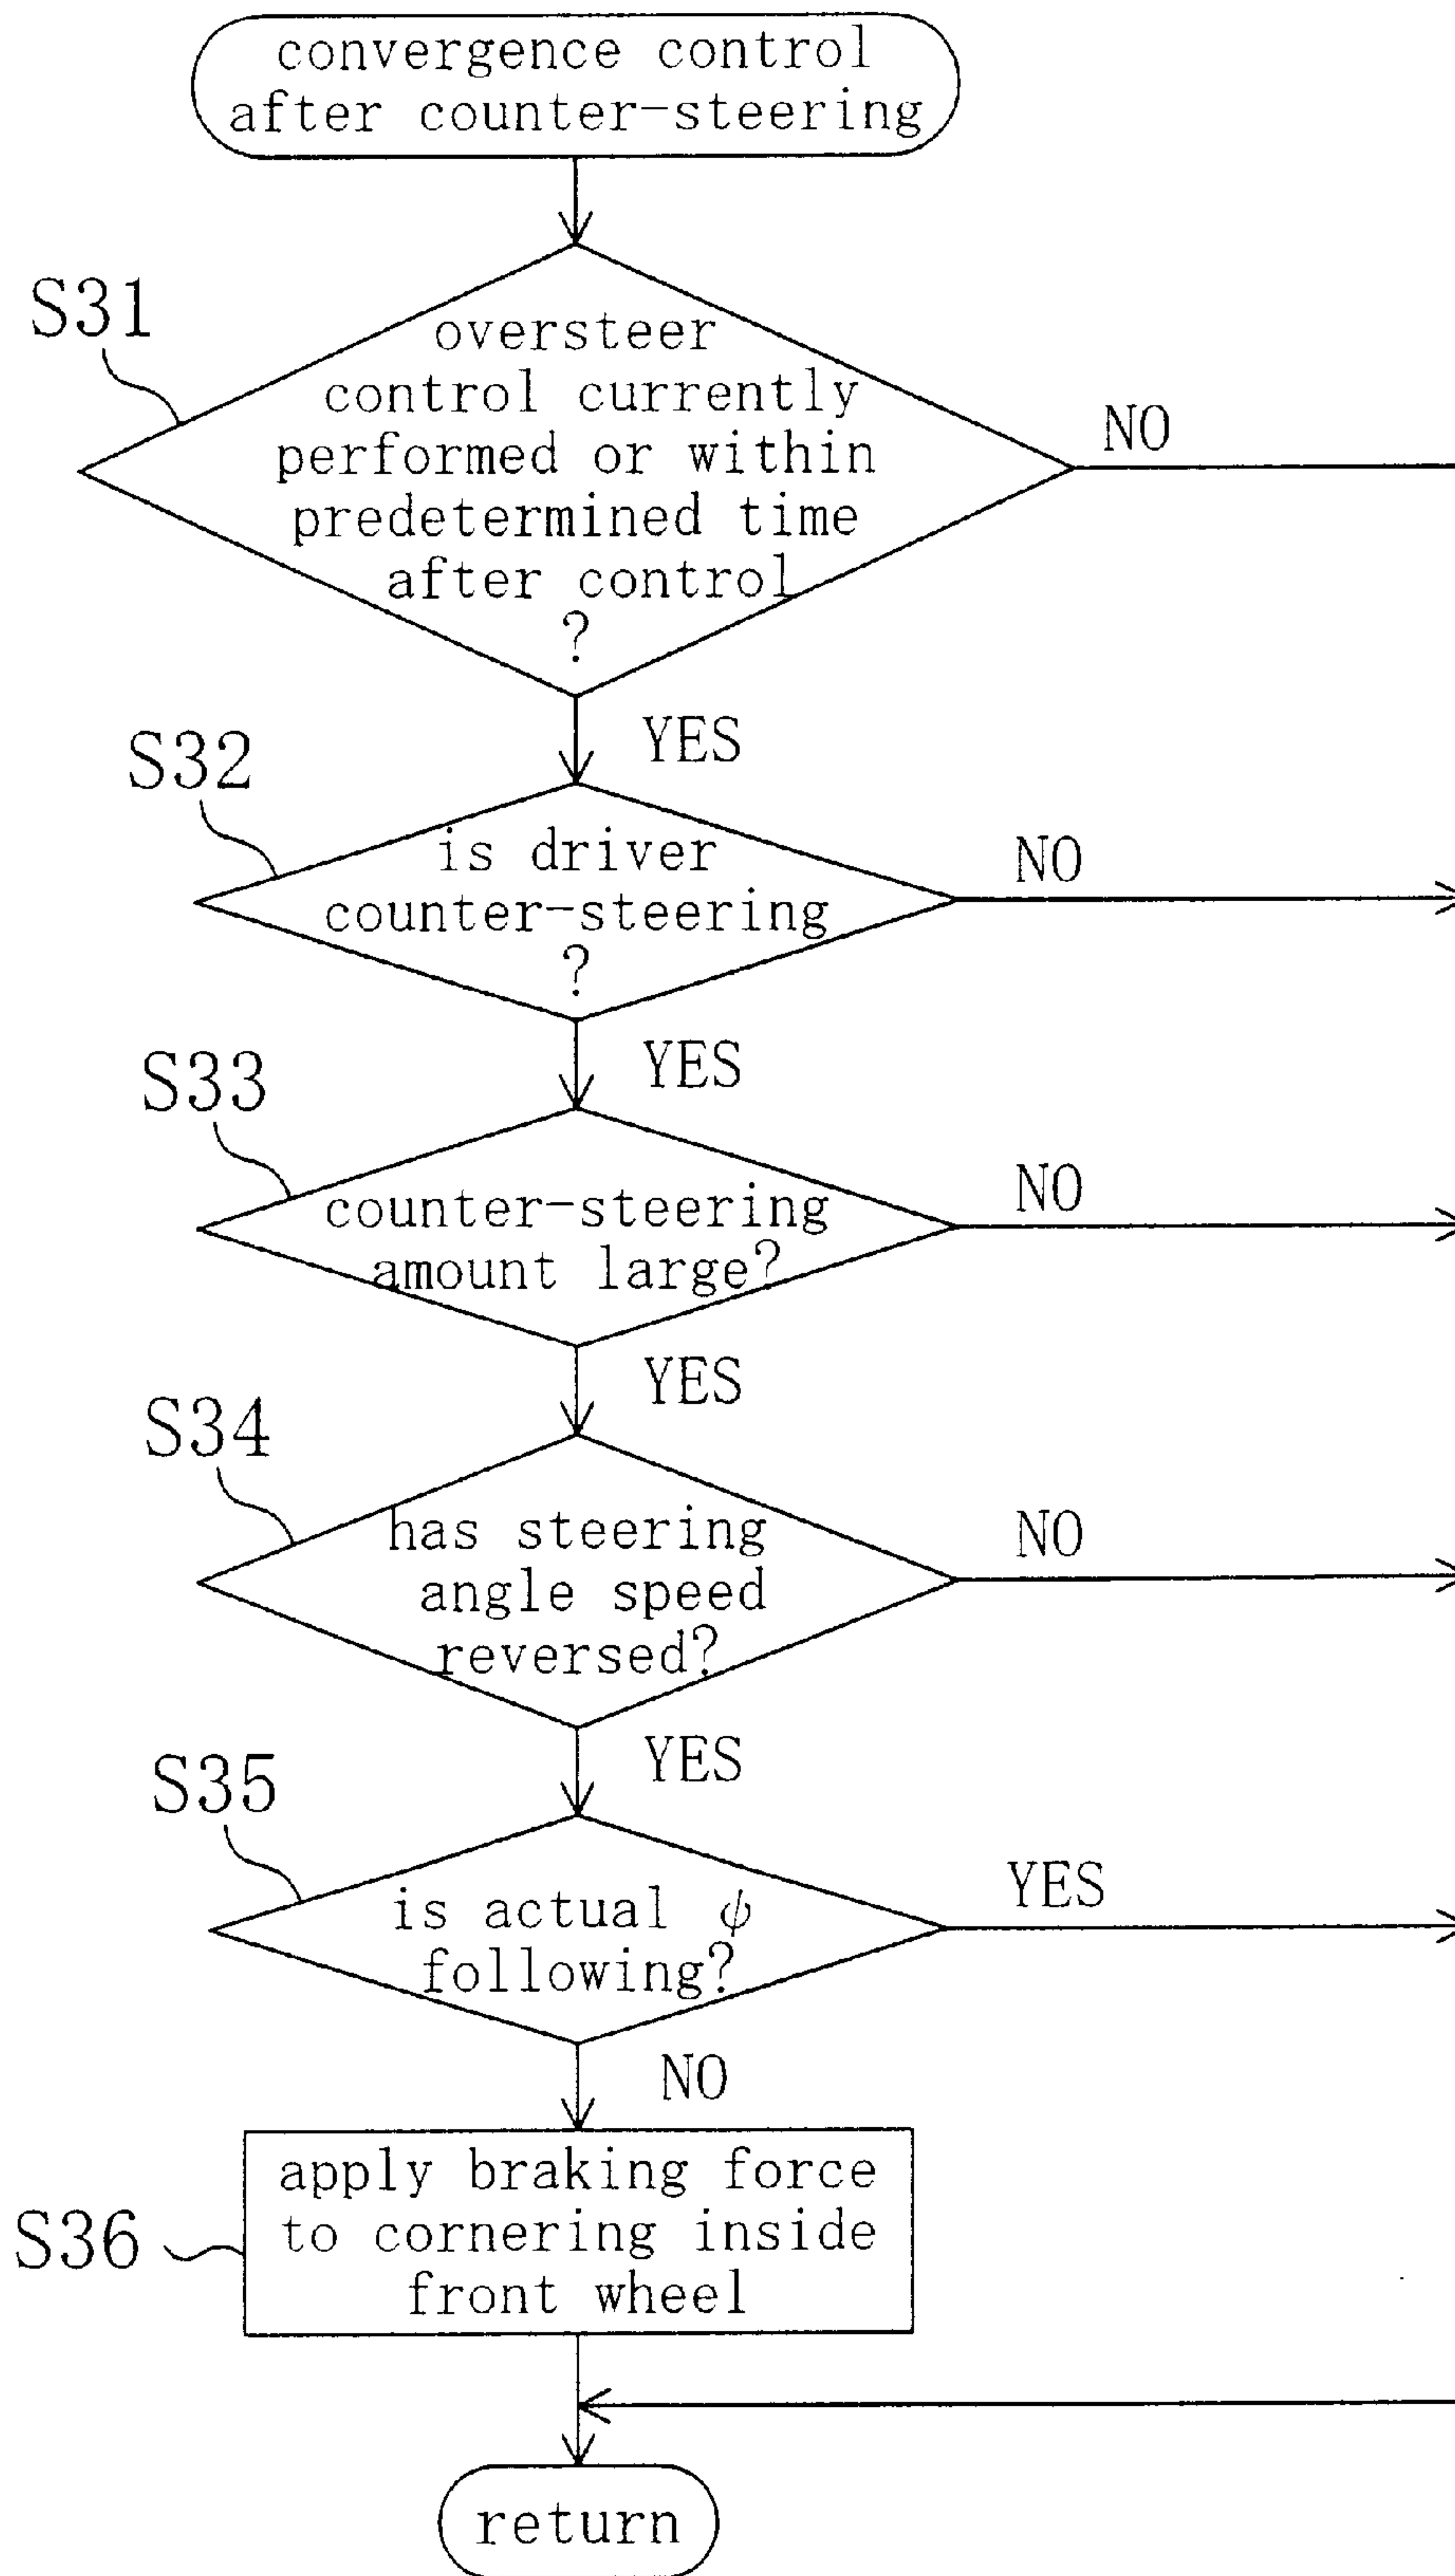 convergence control
after counter-steering
S31
oversteer
control currently
performed or within
predetermined time
after control
?
NO
YES
S32
is driver
counter-steering
?
NO
YES
S33
counter-steering
amount large?
NO
YES
S34
has steering
angle speed
reversed?
NO
YES
S35
is actual φ
following?
YES
NO
S36
apply braking force
to cornering inside
front wheel
return